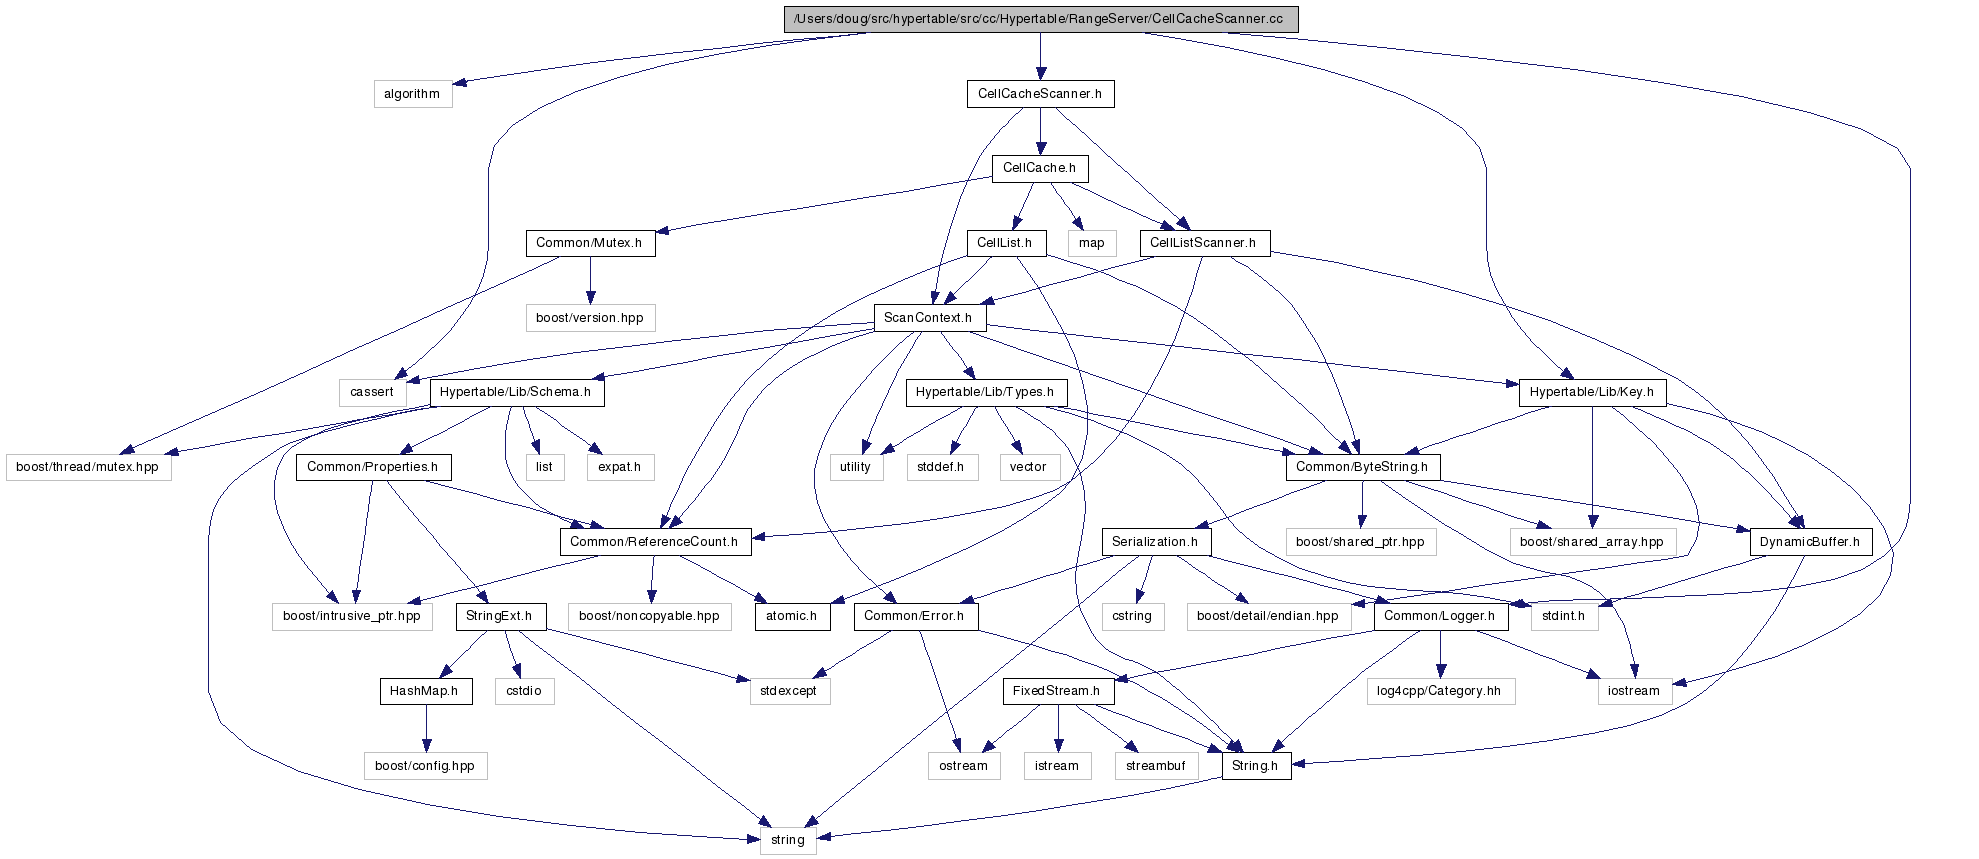 /Users/doug/src/hypertable/src/cc/Hypertable/RangeServer/CellCacheScanner.cc
algorithm
CellCacheScanner.h
CellCache.h
Common/Mutex.h
CellList.h
map
CellListScanner.h
boost/version.hpp
ScanContext.h
cassert
Hypertable/Lib/Schema.h
Hypertable/Lib/Types.h
Hypertable/Lib/Key.h
boost/thread/mutex.hpp
Common/Properties.h
list
expat.h
utility
stddef.h
vector
Common/ByteString.h
Common/ReferenceCount.h
Serialization.h
boost/shared_ptr.hpp
boost/shared_array.hpp
DynamicBuffer.h
boost/intrusive_ptr.hpp
StringExt.h
boost/noncopyable.hpp
atomic.h
Common/Error.h
cstring
boost/detail/endian.hpp
Common/Logger.h
stdint.h
HashMap.h
cstdio
stdexcept
FixedStream.h
log4cpp/Category.hh
iostream
boost/config.hpp
ostream
istream
streambuf
String.h
string